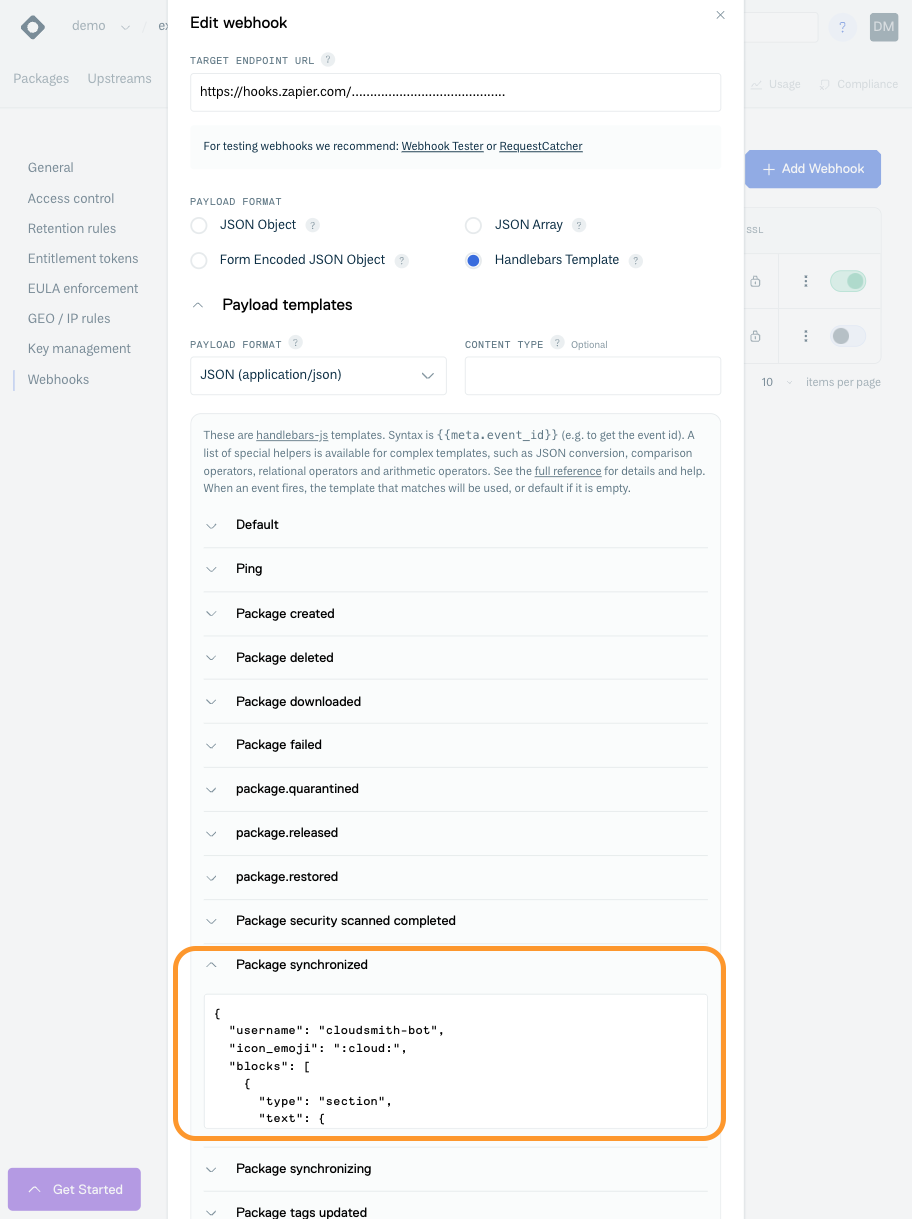 Edit webhook
demo
/
?
DM
TARGET ENDPOINT URL ?
https://hooks.zapier.com/..........................................
Packages
Upstreams
Usage
Compliance
For testing webhooks we recommend: Webhook Tester or RequestCatcher
General
Access control
Retention rules
Entitlement tokens
EULA enforcement
GEO / IP rules
Key management
Webhooks
Add Webhook
SSL
10
items per page
PAYLOAD FORMAT
JSON Object ?
JSON Array ?
Form Encoded JSON Object ?
Handlebars Template ?
Payload templates
PAYLOAD FORMAT ?
CONTENT TYPE ? Optional
JSON (application/json)
These are handlebars-js templates. Syntax is {{meta.event_id}} (e.g. to get the event id). A
list of special helpers is available for complex templates, such as JSON conversion, comparison
operators, relational operators and arithmetic operators. See the full reference for details and help.
When an event fires, the template that matches will be used, or default if it is empty.
Default
Ping
Package created
Package deleted
Package downloaded
Package failed
package.quarantined
package.released
package.restored
Package security scanned completed
Package synchronized
{
"username": "cloudsmith-bot",
"icon_emoji": ":cloud:",
"blocks": [
{
"type": "section",
"text": {
Package synchronizing
Package tags updated
Get Started